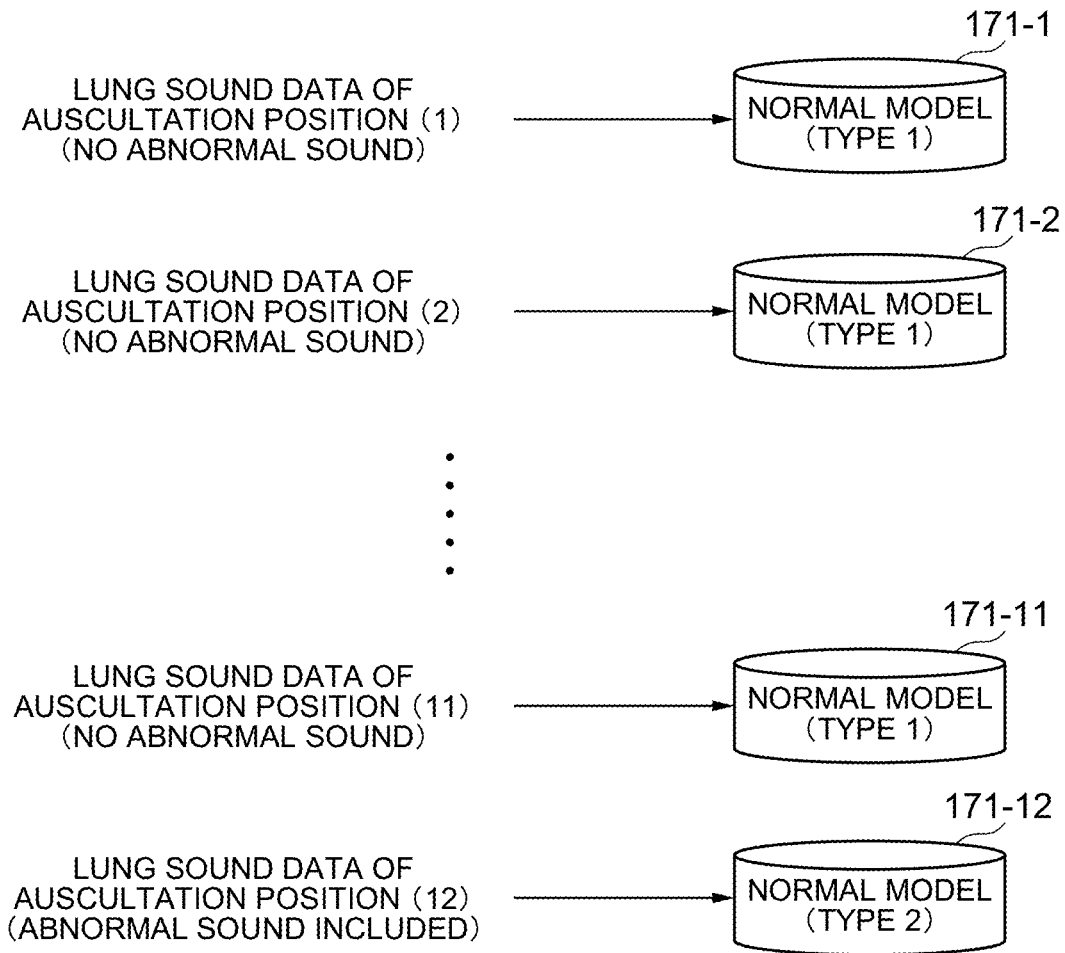 171-1
LUNG SOUND DATA OF
AUSCULTATION POSITION (1)
(NO ABNORMAL SOUND)
NORMAL MODEL
(TYPE 1)
171-2
LUNG SOUND DATA OF
AUSCULTATION POSITION (2)
(NO ABNORMAL SOUND)
NORMAL MODEL
(TYPE 1)
171-11
LUNG SOUND DATA OF
AUSCULTATION POSITION (11)
(NO ABNORMAL SOUND)
NORMAL MODEL
(TYPE 1)
171-12
LUNG SOUND DATA OF
AUSCULTATION POSITION (12)
(ABNORMAL SOUND INCLUDED)
NORMAL MODEL
(TYPE 2)